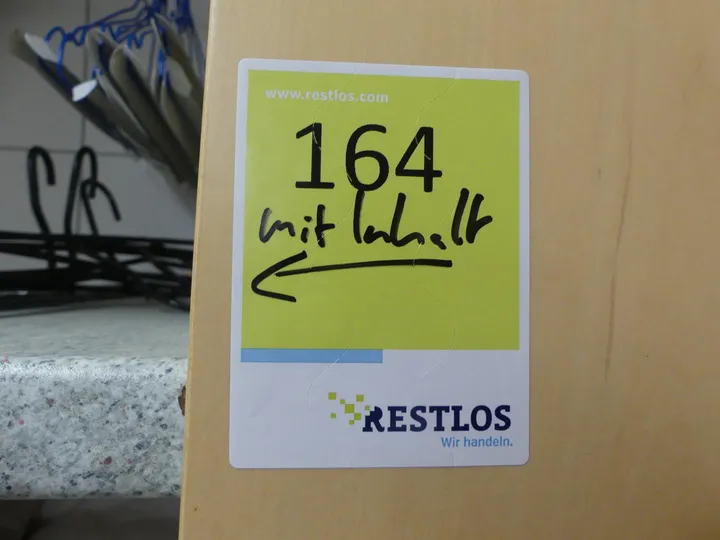 www.restlos.com
164
mit Inhalt
RESTLOS
Wir handeln.